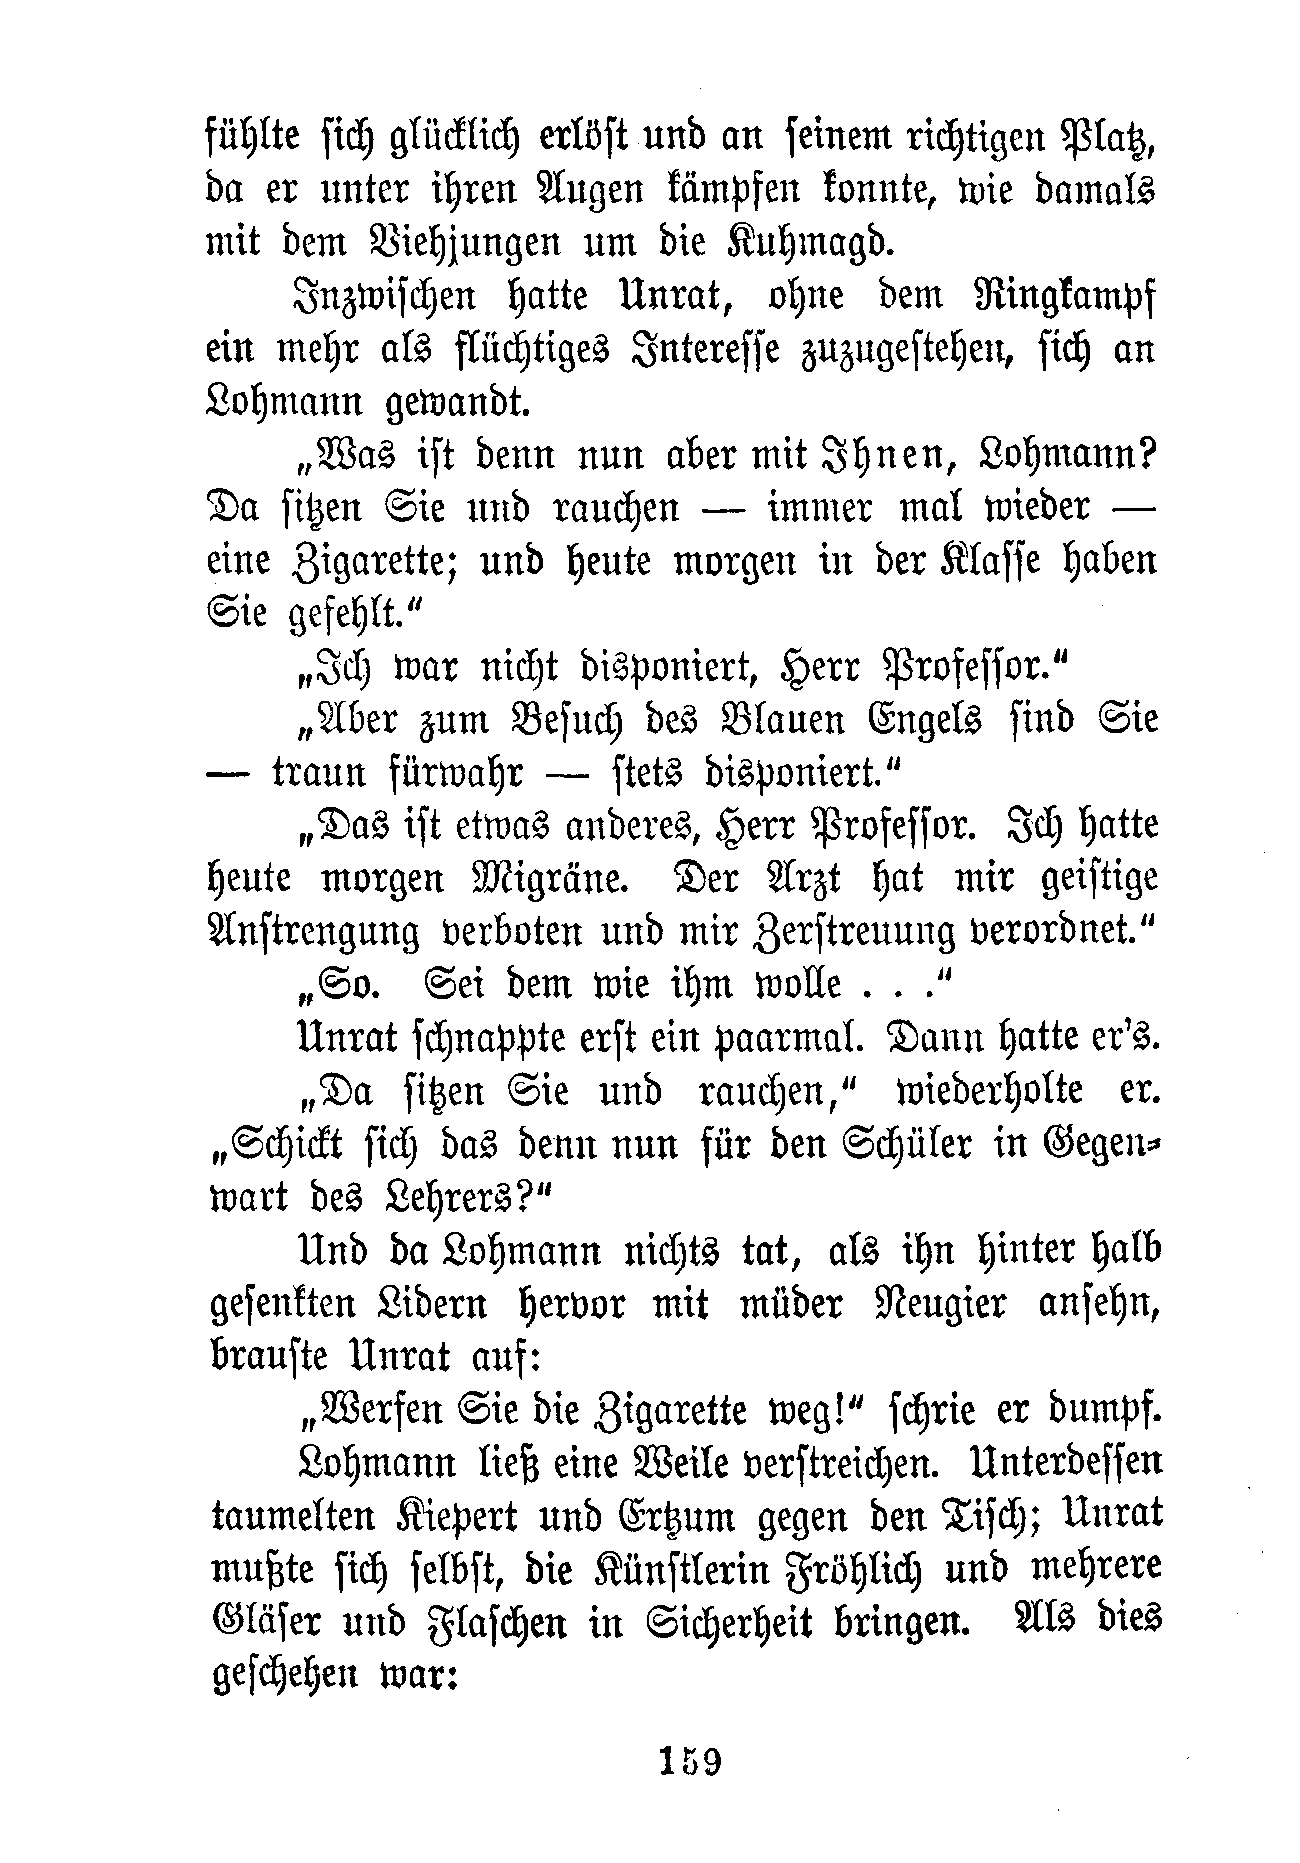 fühlte sich glücklich erlöst und an seinem richtigen Platz,
da er unter ihren Augen kämpfen konnte, wie damals
mit dem Viehjungen um die Kuhmagd.
Inzwischen hatte Unrat, ohne dem Ringkampf
ein mehr als flüchtiges Interesse zuzugestehen, sich an
Lohmann gewandt.
„Was ist denn nun aber mit Ihnen, Lohmann?
Da sitzen Sie und rauchen — immer mal wieder —
eine Zigarette; und heute morgen in der Klasse haben
Sie gefehlt.“
„Ich war nicht disponiert, Herr Professor.“
„Aber zum Besuch des Blauen Engels sind Sie
— traun fürwahr — stets disponiert.“
„Das ist etwas anderes, Herr Professor. Ich hatte
heute morgen Migräne. Der Arzt hat mir geistige
Anstrengung verboten und mir Zerstreuung verordnet.“
„So. Sei dem wie ihm wolle . . .“
Unrat schnappte erst ein paarmal. Dann hatte er’s.
„Da sitzen Sie und rauchen,“ wiederholte er.
„Schickt sich das denn nun für den Schüler in Gegen-
wart des Lehrers?“
Und da Lohmann nichts tat, als ihn hinter halb
gesenkten Lidern hervor mit müder Neugier ansehn,
brauste Unrat auf:
„Werfen Sie die Zigarette weg!“ schrie er dumpf.
Lohmann ließ eine Weile verstreichen. Unterdessen
taumelten Kiepert und Ertzum gegen den Tisch; Unrat
mußte sich selbst, die Künstlerin Fröhlich und mehrere
Gläser und Flaschen in Sicherheit bringen. Als dies
geschehen war:
159